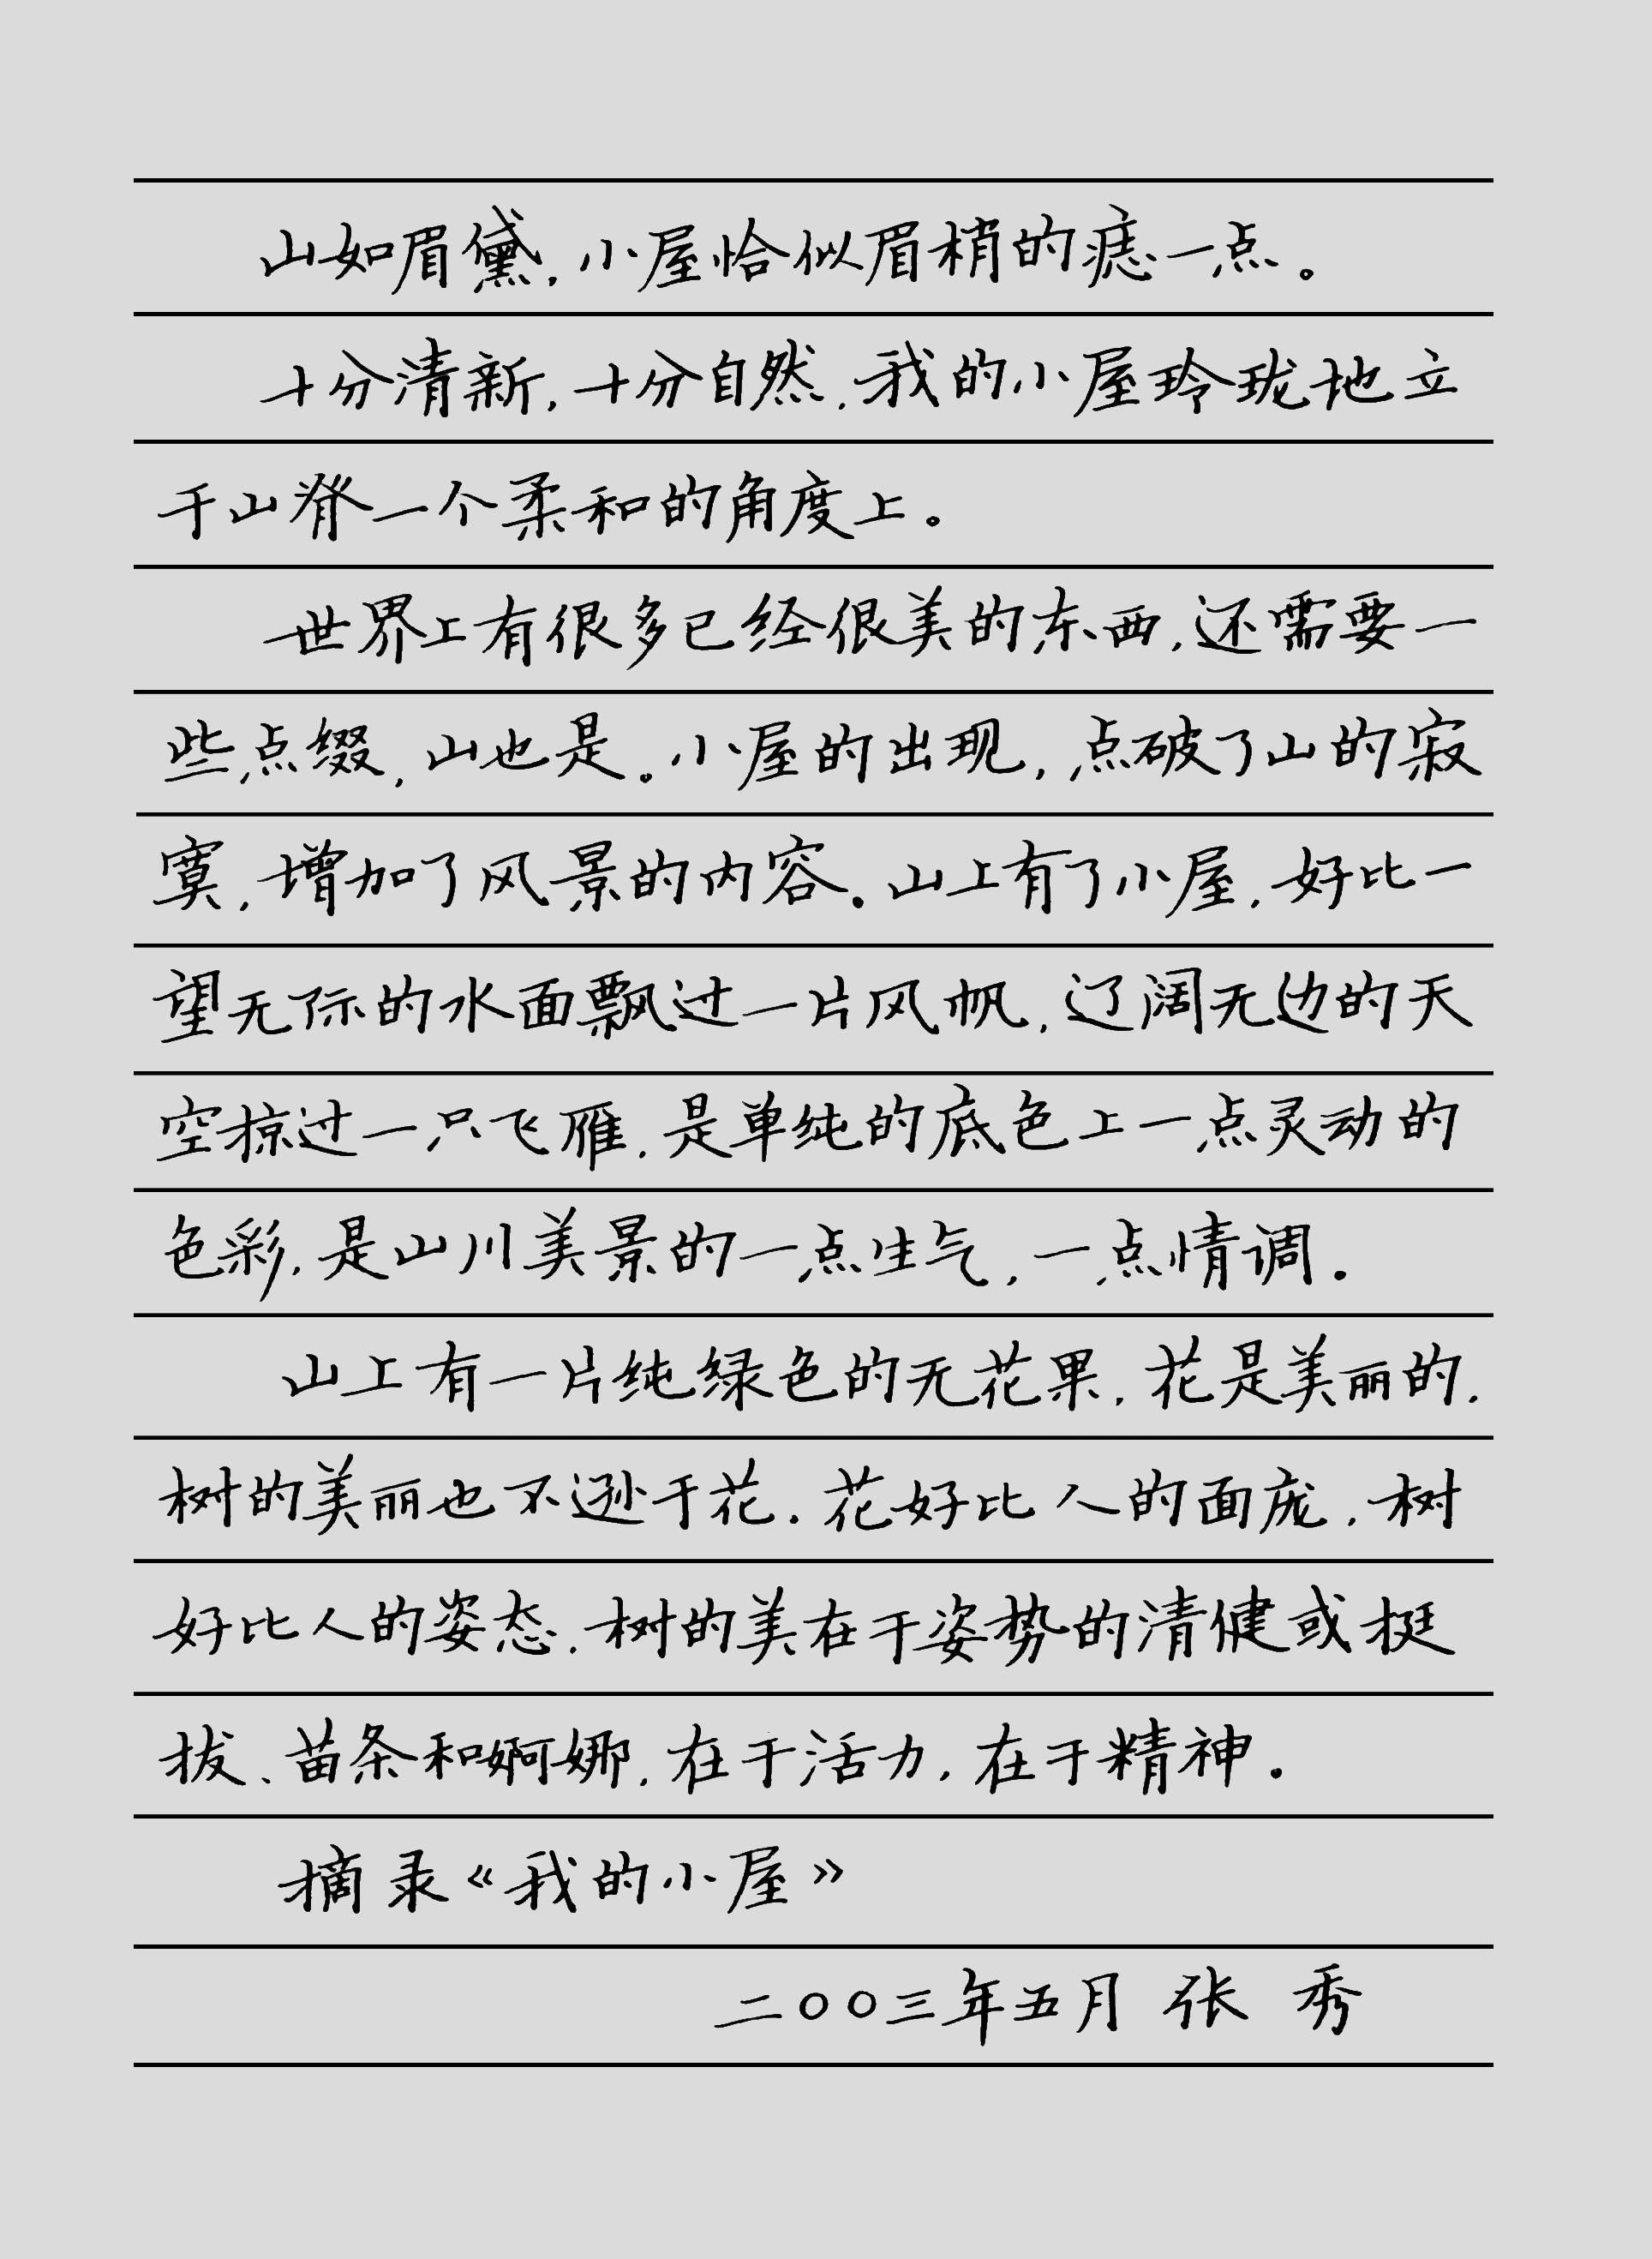 山如眉黛，小屋恰似眉梢的痣一点。
十分清新，十分自然，我的小屋玲珑地立
于山脊一个柔和的角度上。
世界上有很多已经很美的东西，还需要一
些点缀，山也是。小屋的出现，点破了山的寂
寞，增加了风景的内容。山上有了小屋，好比一
望无际的水面飘过一片风帆，辽阔无边的天
空掠过一只飞雁，是单纯的底色上一点灵动的
色彩，是山川美景的一点生气，一点情调．
山上有一片纯绿色的无花果，花是美丽的，
树的美丽也不逊于花．花好比人的面庞，树
好比人的姿态．树的美在于姿势的清健或挺
拔、苗条和婀娜，在于活力，在于精神．
摘录《我的小屋》
二〇〇三年五月 张 秀